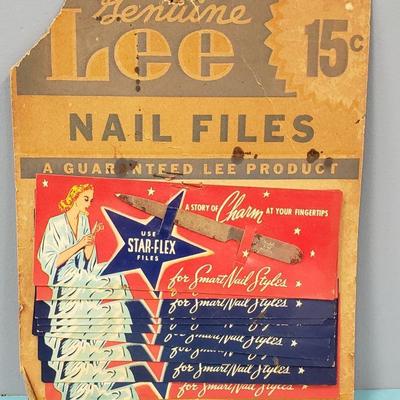 Genuine
Lee
15c
NAIL FILES
A GUARANTEED LEE PRODUCT
A STORY OF Charm AT YOUR FINGERTIPS
USE
STAR-FLEX
FILES
for Smart Nail Styles
for Smart Nail Styles
for Smart Nail Styles
for Smart Nail Styles
for Smart Nail Styles
for Smart Nail Styles